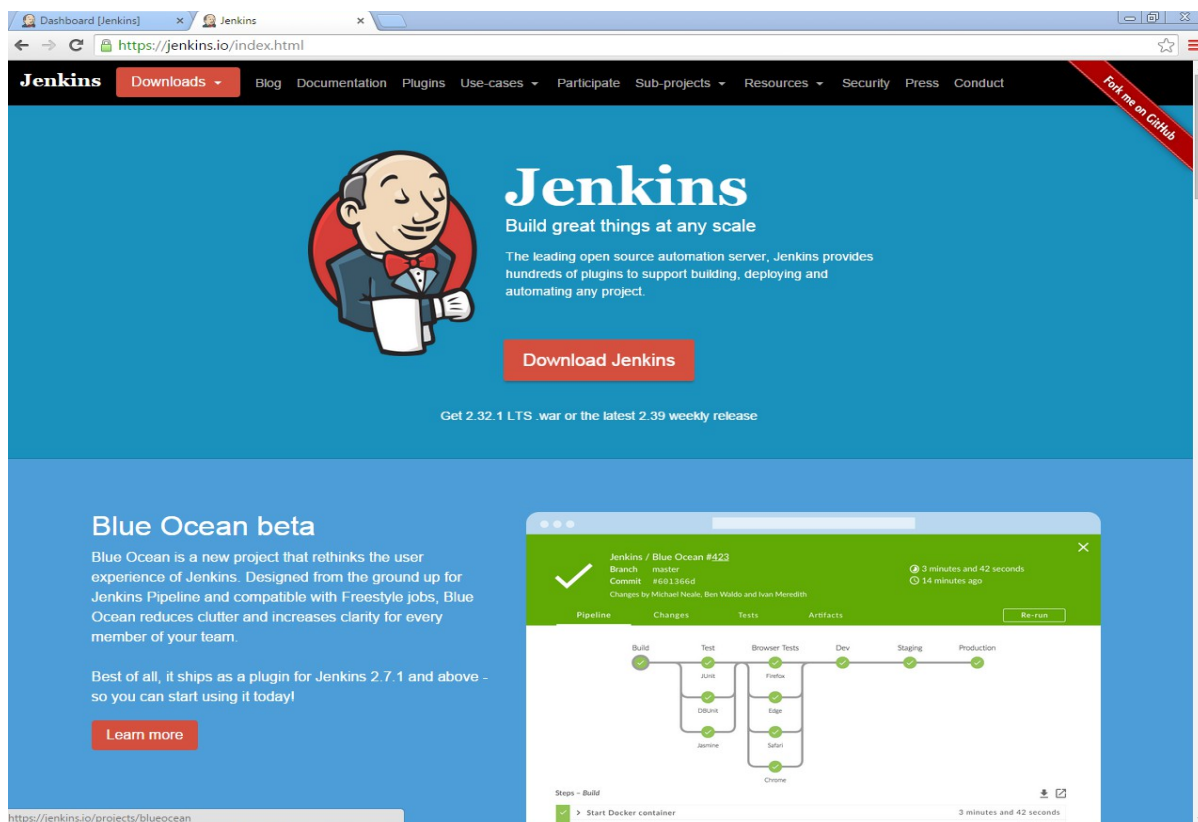 Dashboard [Jenkins]
Jenkins
https://jenkins.io/index.html
Jenkins Downloads Blog Documentation Plugins Use-cases Participate Sub-projects Resources Security Press Conduct
Fork me on GitHub
Jenkins
Build great things at any scale
The leading open source automation server, Jenkins provides
hundreds of plugins to support building, deploying and
automating any project.
Download Jenkins
Get 2.32.1 LTS .war or the latest 2.39 weekly release
Blue Ocean beta
Blue Ocean is a new project that rethinks the user
experience of Jenkins. Designed from the ground up for
Jenkins Pipeline and compatible with Freestyle jobs, Blue
Ocean reduces clutter and increases clarity for every
member of your team.
Best of all, it ships as a plugin for Jenkins 2.7.1 and above -
so you can start using it today!
Learn more
Jenkins / Blue Ocean #423
Branch master
Commit #601366d
Changes by Michael Neale, Ben Waldo and Ivan Meredith
3 minutes and 42 seconds
14 minutes ago
Pipeline Changes Tests Artifacts Re-run
Build Test Browser Tests Dev Staging Production
JUnit Firefox
DBUnit Edge
Jasmine Safari
Chrome
Steps – Build
Start Docker container 3 minutes and 42 seconds
https://jenkins.io/projects/blueocean